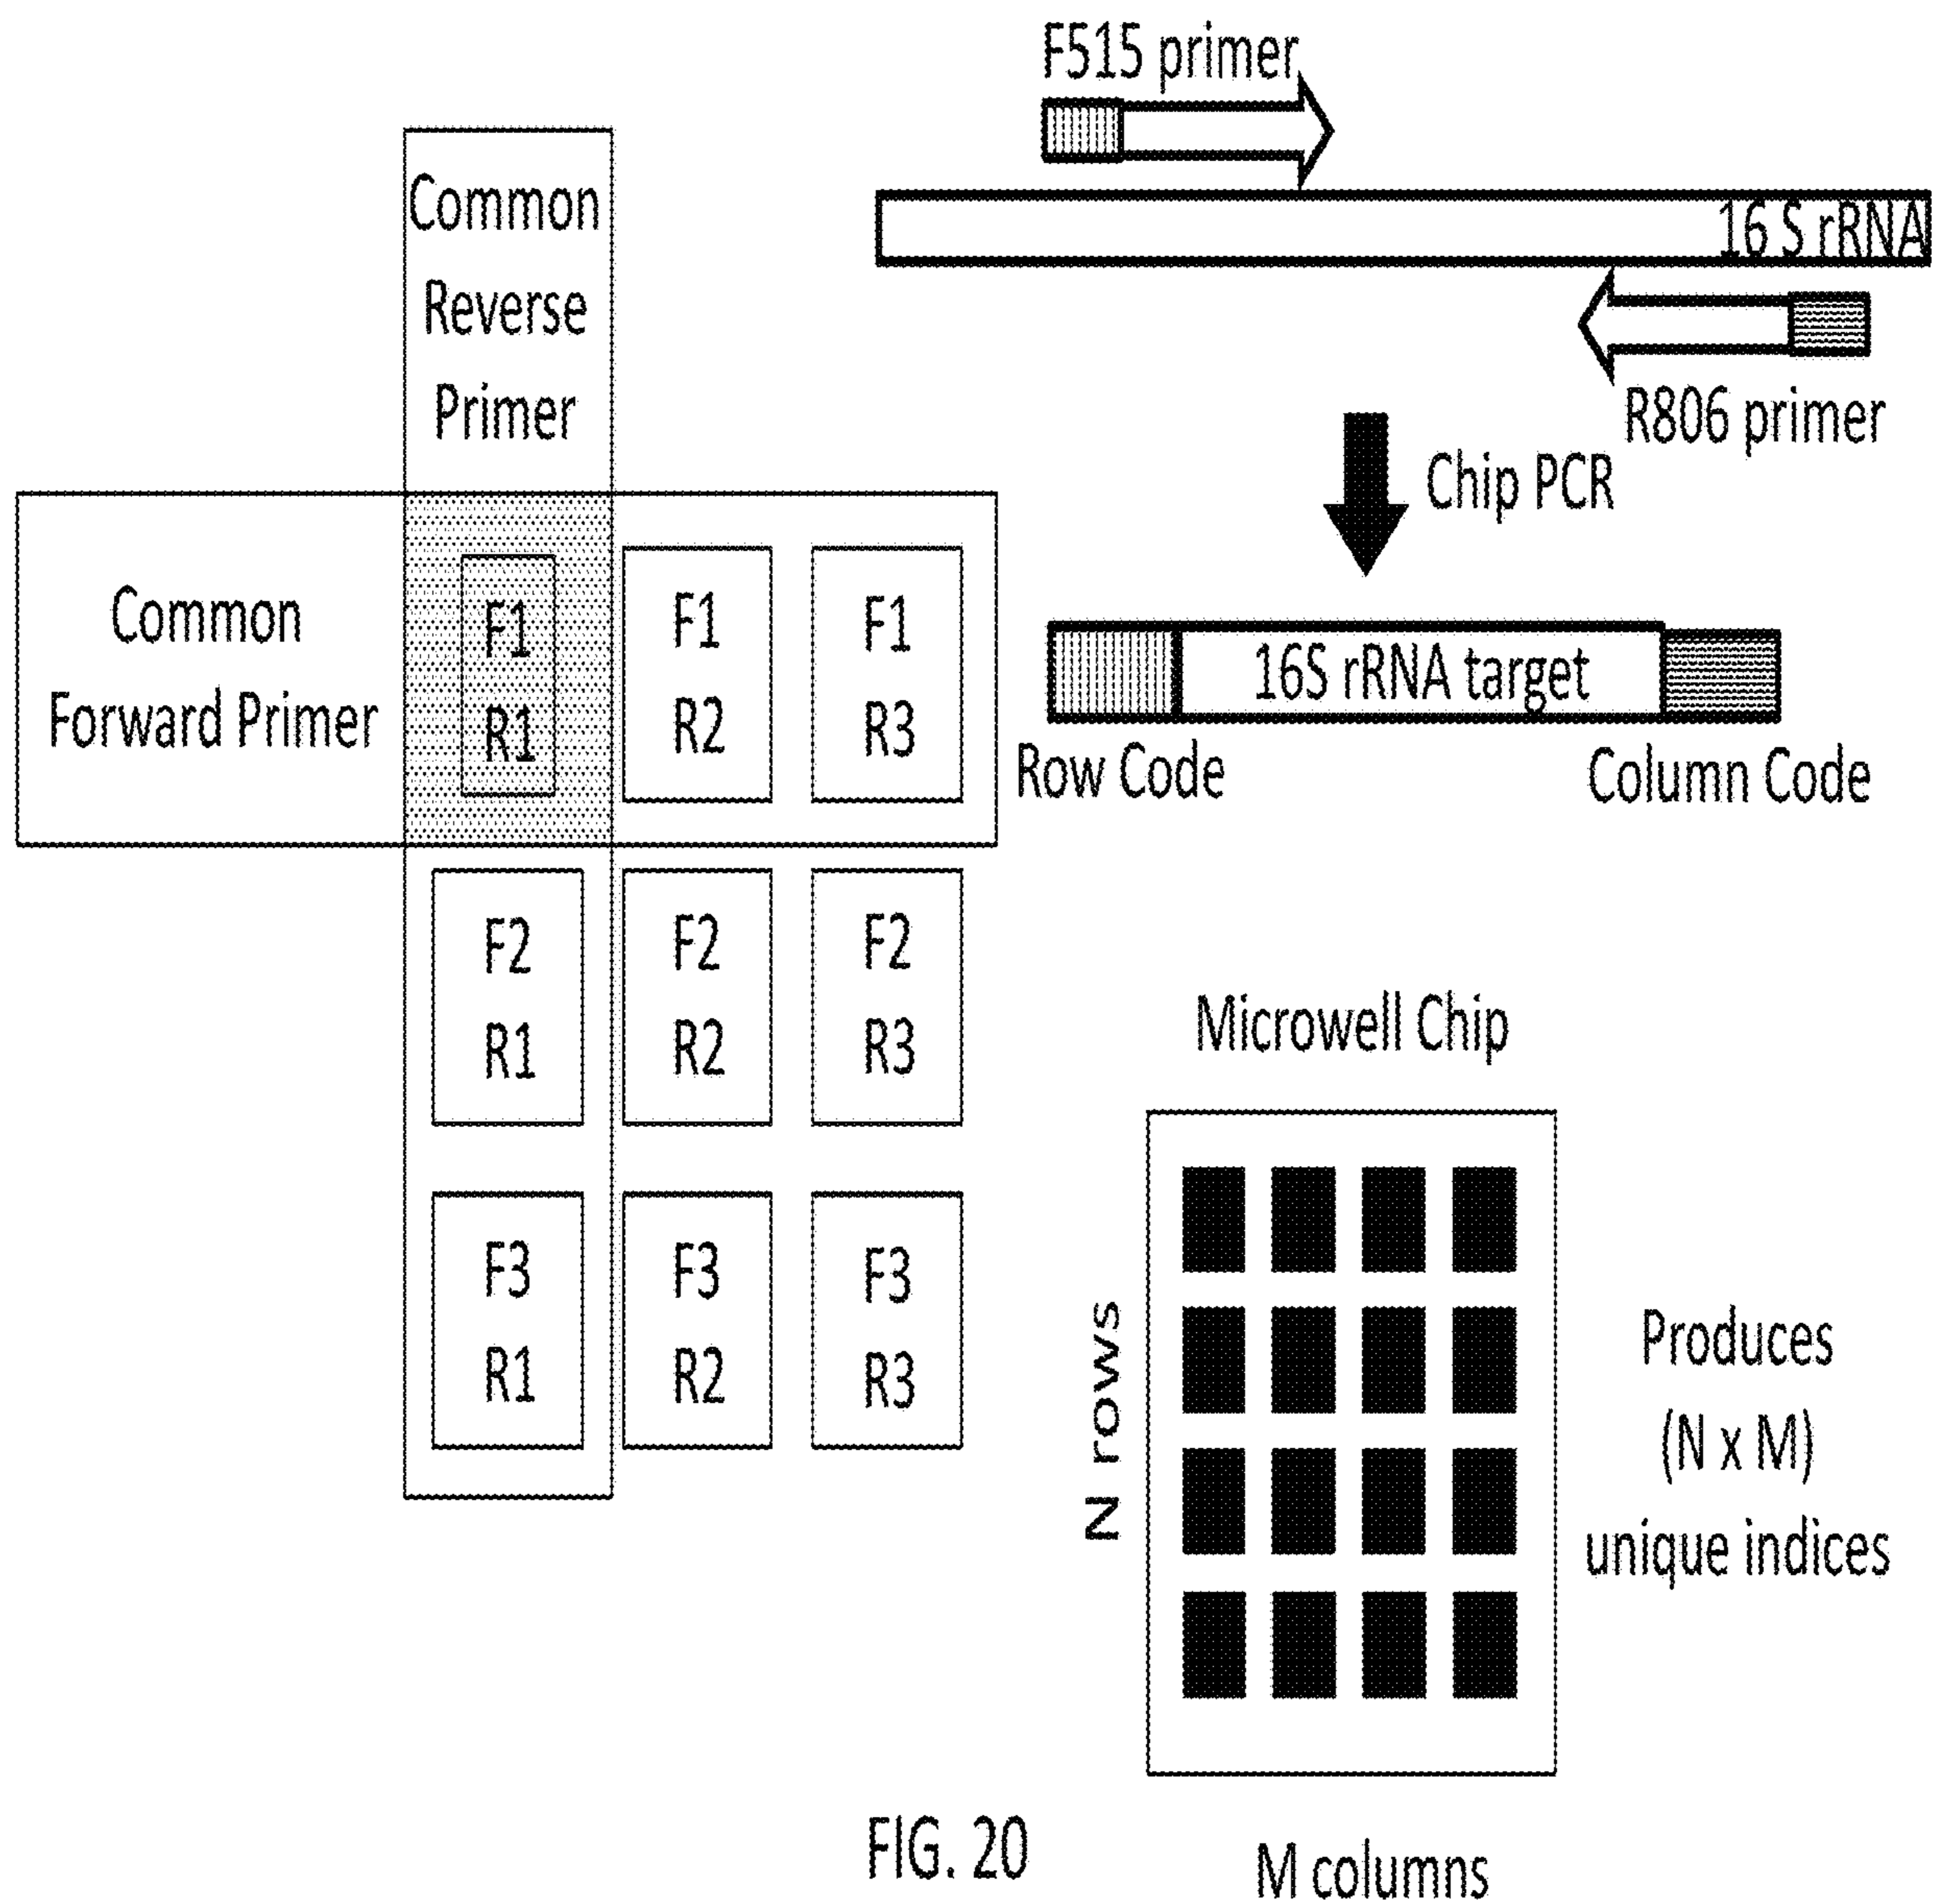 F515 primer
16 S rRNA
R806 primer
Chip PCR
16S rRNA target
Row Code
Column Code
Common
Reverse
Primer
Common
Forward Primer
F1
R1
F1
R2
F1
R3
F2
R1
F2
R2
F2
R3
F3
R1
F3
R2
F3
R3
Microwell Chip
N rows
M columns
Produces
(N x M)
unique indices
FIG. 20